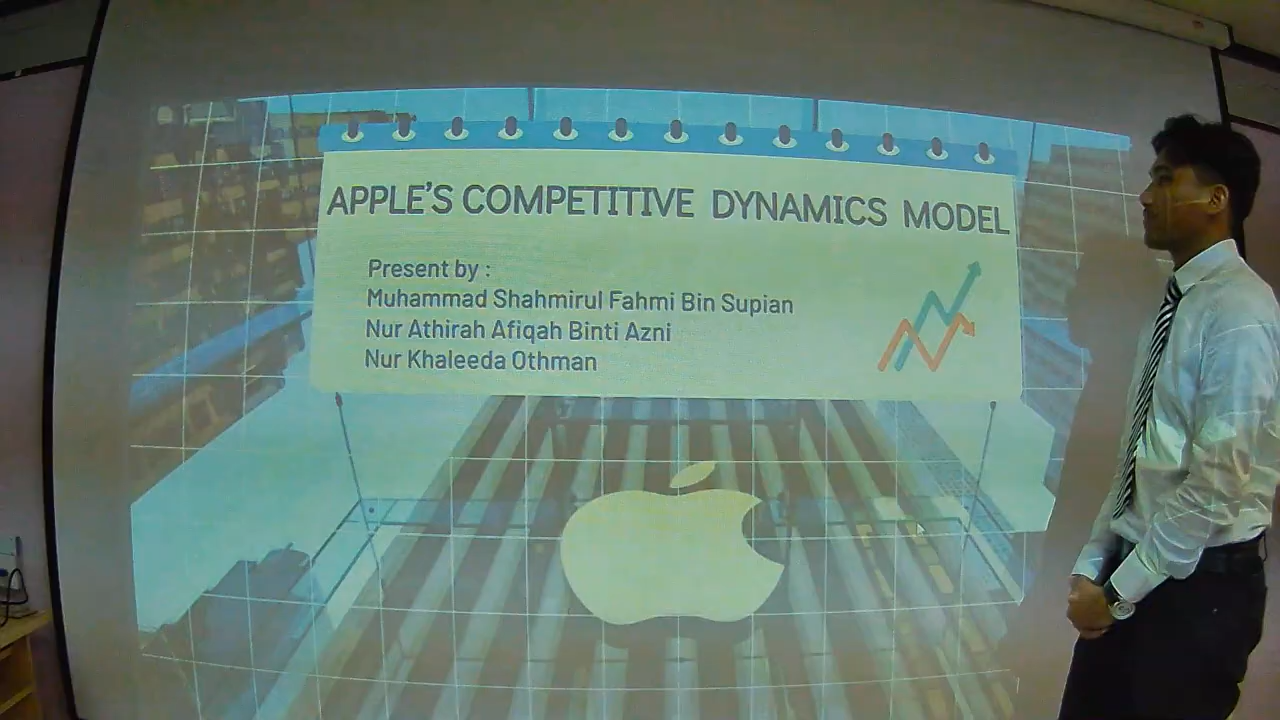 APPLE'S COMPETITIVE DYNAMICS MODEL
Present by :
Muhammad Shahmirul Fahmi Bin Supian
Nur Athirah Afiqah Binti Azni
Nur Khaleeda Othman